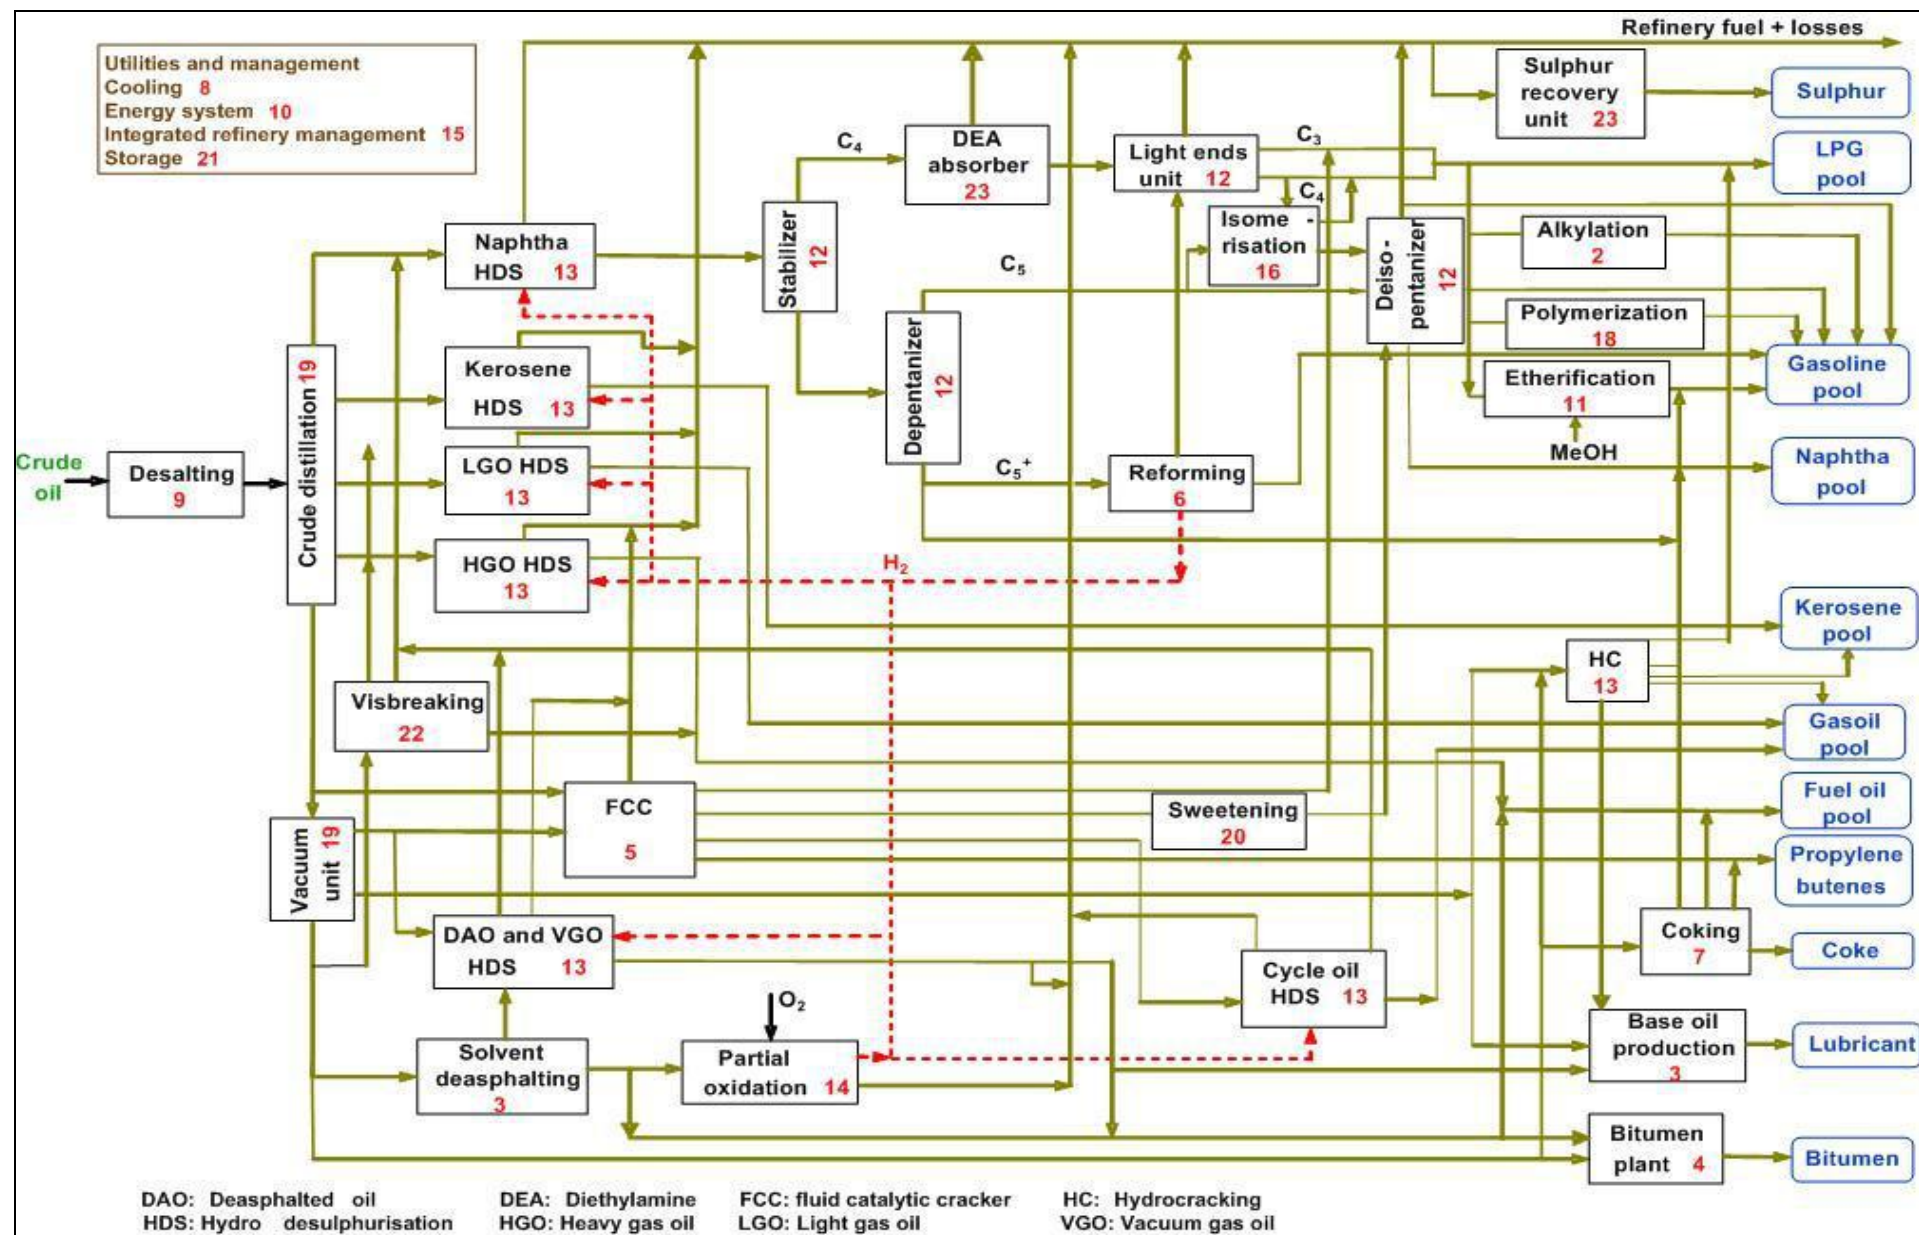 Refinery fuel + losses
Utilities and management
Cooling 8
Energy system 10
Integrated refinery management 15
Storage 21
Sulphur
recovery
unit 23
Sulphur
C4
DEA
absorber
23
Light ends
unit 12
C3
C4
LPG
pool
Naphtha
HDS 13
Stabilizer 12
Isome -
risation
16
Deiso -
pentanizer 12
Alkylation
2
C5
Polymerization
18
Depentanizer 12
Kerosene
HDS 13
Etherification
11
Gasoline
pool
MeOH
Crude distillation 19
Crude
oil
Desalting
9
LGO HDS
13
C5+
Reforming
6
Naphtha
pool
HGO HDS
13
H2
Kerosene
pool
HC
13
Visbreaking
22
Gasoil
pool
FCC
5
Sweetening
20
Fuel oil
pool
Vacuum
unit 19
Propylene
butenes
DAO and VGO
HDS 13
Coking
7
Coke
Cycle oil
HDS 13
O2
Solvent
deasphalting
3
Partial
oxidation 14
Base oil
production
3
Lubricant
Bitumen
plant 4
Bitumen
DAO: Deasphalted oil
DEA: Diethylamine
FCC: fluid catalytic cracker
HC: Hydrocracking
HDS: Hydro desulphurisation
HGO: Heavy gas oil
LGO: Light gas oil
VGO: Vacuum gas oil